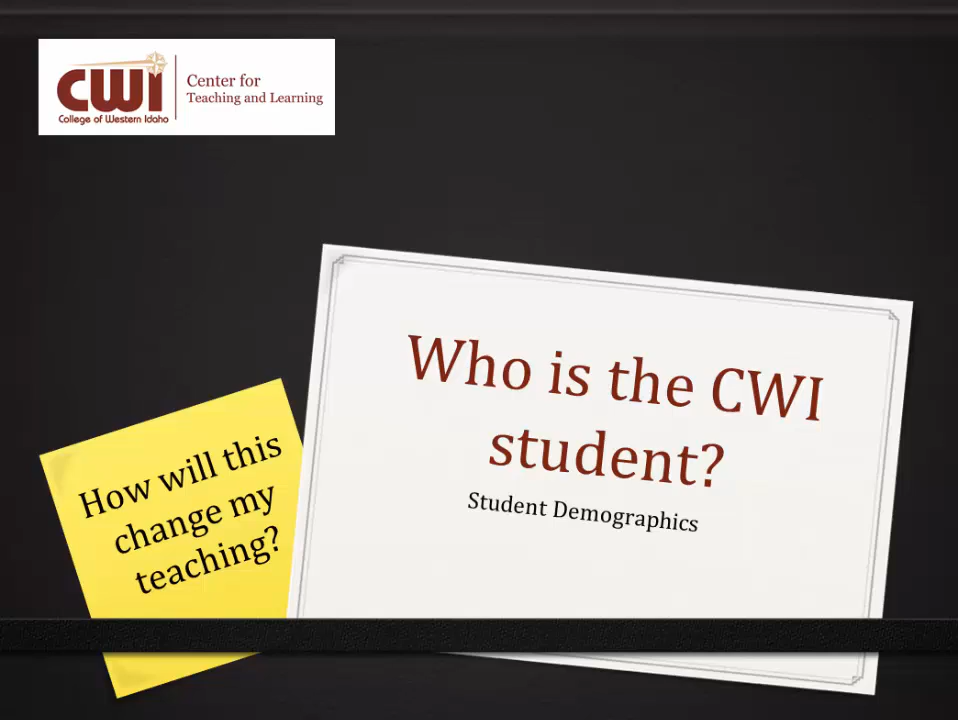 CWI
College of Western Idaho
Center for
Teaching and Learning
Who is the CWI
student?
Student Demographics
How will this
change my
teaching?